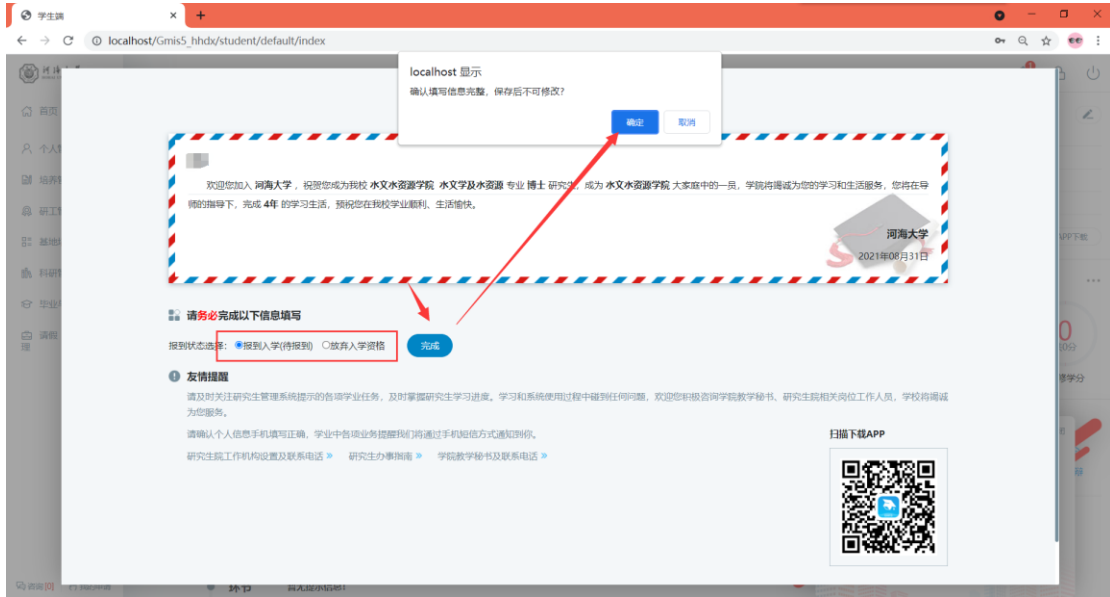 学生端
localhost/Gmis5_hhdx/student/default/index
localhost 显示
确认填写信息完整，保存后不可修改？
确定 取消
首页
欢迎您加入 河海大学 ，祝贺您成为我校 水文水资源学院 水文学及水资源 专业 博士 研究生，成为 水文水资源学院 大家庭中的一员，学院将竭诚为您的学习和生活服务，您将在导
师的指导下，完成 4年 的学习生活，预祝您在我校学业顺利、生活愉快。
河海大学
2021年08月31日
APP下载
请务必完成以下信息填写
报到状态选择： 报到入学(待报到) 放弃入学资格 完成
友情提醒
请及时关注研究生管理系统提示的各项学业任务，及时掌握研究生学习进度。学习和系统使用过程中碰到任何问题，欢迎您积极咨询学院教学秘书、研究生院相关岗位工作人员，学校将竭诚
为您服务。
请确认个人信息手机填写正确，学业中各项业务提醒我们将通过手机短信方式通知到你。
研究生院工作机构设置及联系电话 » 研究生办事指南 » 学院教学秘书及联系电话 »
扫描下载APP
环节 暂无提示信息!